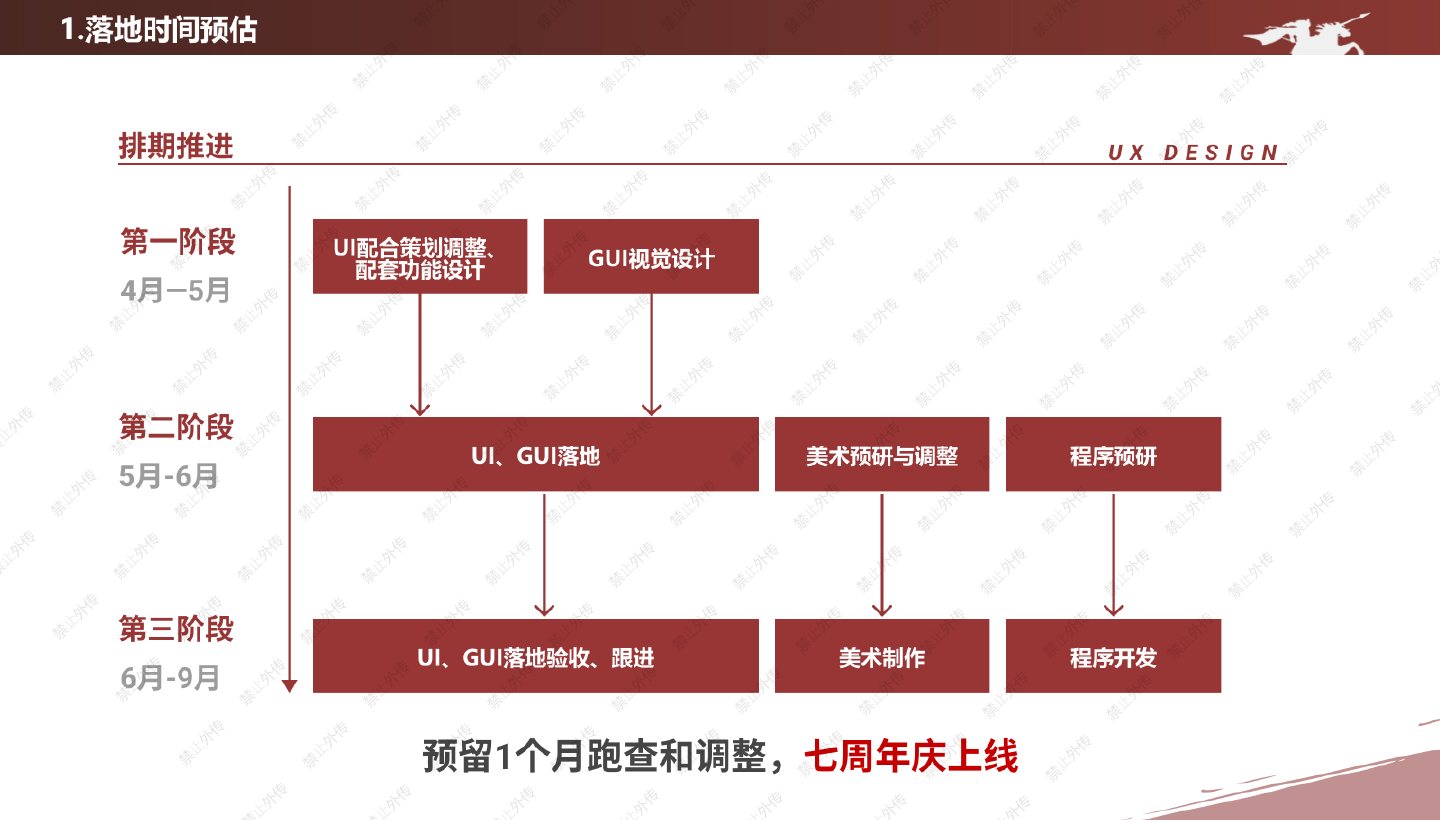 1.落地时间预估
排期推进
UX DESIGN
第一阶段
4月—5月
UI配合策划调整、
配套功能设计
GUI视觉设计
第二阶段
5月-6月
UI、GUI落地
美术预研与调整
程序预研
第三阶段
6月-9月
UI、GUI落地验收、跟进
美术制作
程序开发
预留1个月跑查和调整，七周年庆上线
禁止外传